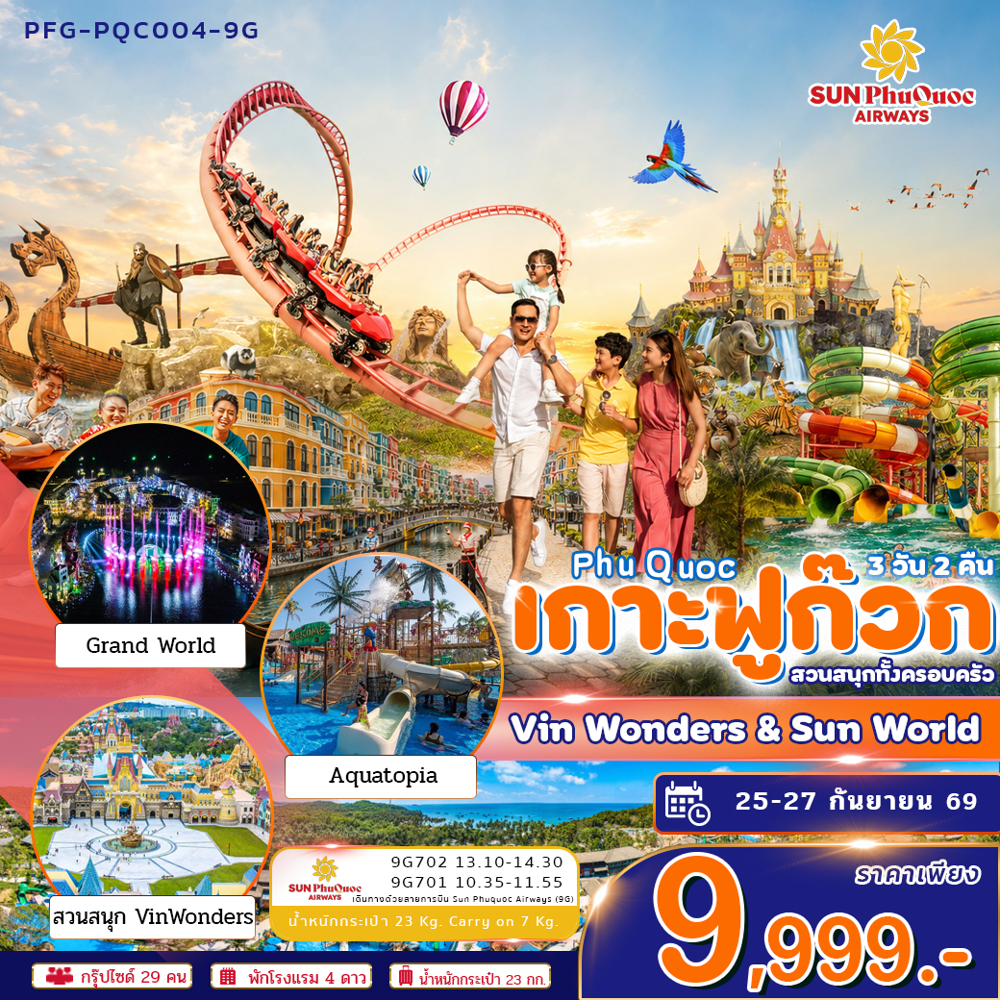 PFG-PQC004-9G
SUN PhuQuoc
AIRWAYS
Phu Quoc
3 วัน 2 คืน
เกาะฟูก๊วก
สวนสนุกทั้งครอบครัว
Vin Wonders & Sun World
Grand World
WELCOME
Aquatopia
สวนสนุก VinWonders
25-27 กันยายน 69
SUN PhuQuoc
AIRWAYS
9G702 13.10-14.30
9G701 10.35-11.55
เดินทางด้วยสายการบิน Sun Phuquoc Airways (9G)
น้ำหนักกระเป๋า 23 Kg. Carry on 7 Kg.
ราคาเพียง
9,999.-
กรุ๊ปไซด์ 29 คน
พักโรงแรม 4 ดาว
น้ำหนักกระเป๋า 23 กก.